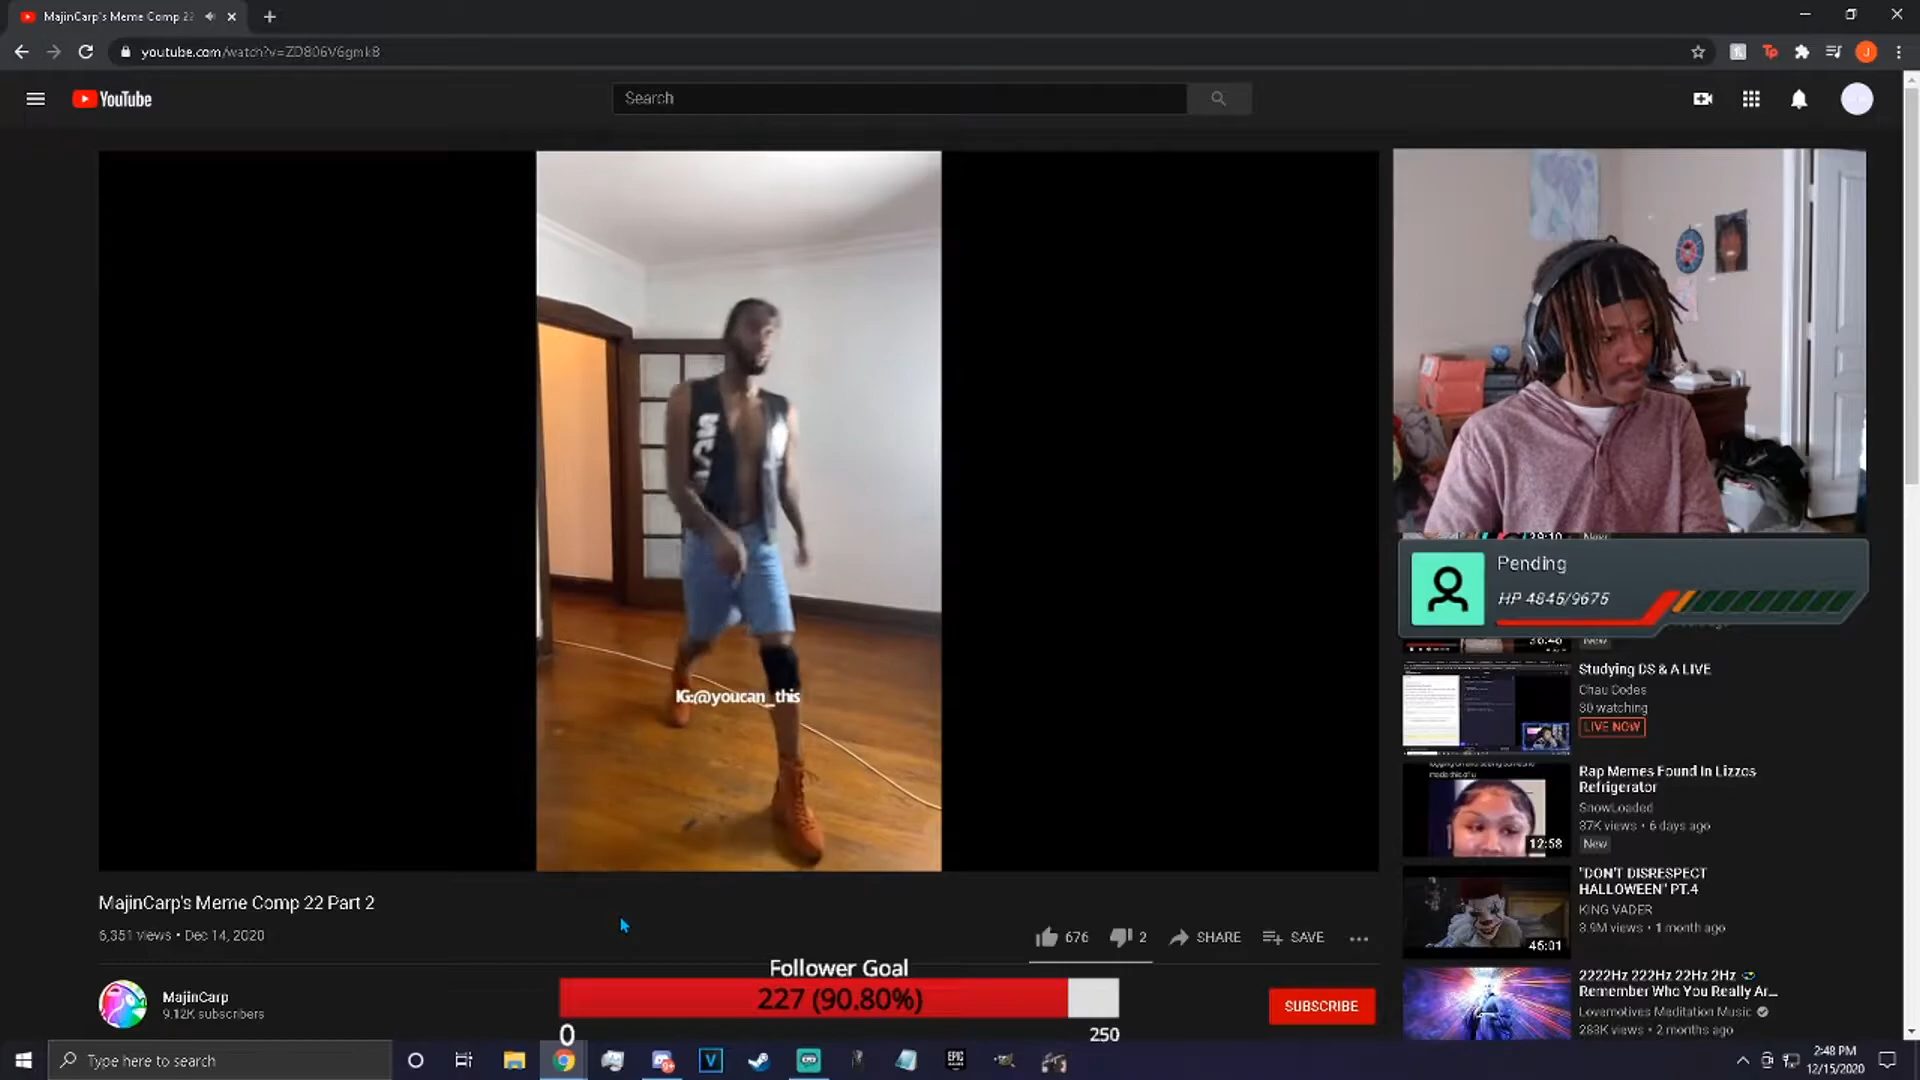 MajinCarp's Meme Comp 22
youtube.com/watch?v=ZD806V6gmk8
YouTube
Search
IG:@youcan_this
Pending
HP 4845/9675
New
Studying DS & A LIVE
Chau Codes
30 watching
LIVE NOW
Rap Memes Found In Lizzos
Refrigerator
SnowLoaded
37K views • 6 days ago
12:58
New
"DON'T DISRESPECT
HALLOWEEN" PT.4
KING VADER
3.9M views • 1 month ago
45:01
2222Hz 222Hz 22Hz 2Hz
Remember Who You Really Ar...
Lovemotives Meditation Music
283K views • 2 months ago
MajinCarp's Meme Comp 22 Part 2
6,351 views • Dec 14, 2020
676
2
SHARE
SAVE
Follower Goal
227 (90.80%)
0
250
MajinCarp
9.12K subscribers
SUBSCRIBE
Type here to search
2:48 PM
12/15/2020